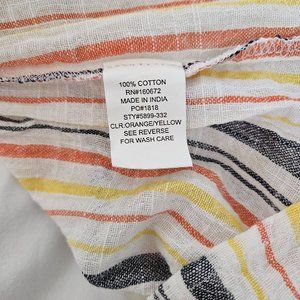 100% COTTON
RN#160672
MADE IN INDIA
PO#1818
STY#5899-332
CLR:ORANGE/YELLOW
SEE REVERSE
FOR WASH CARE